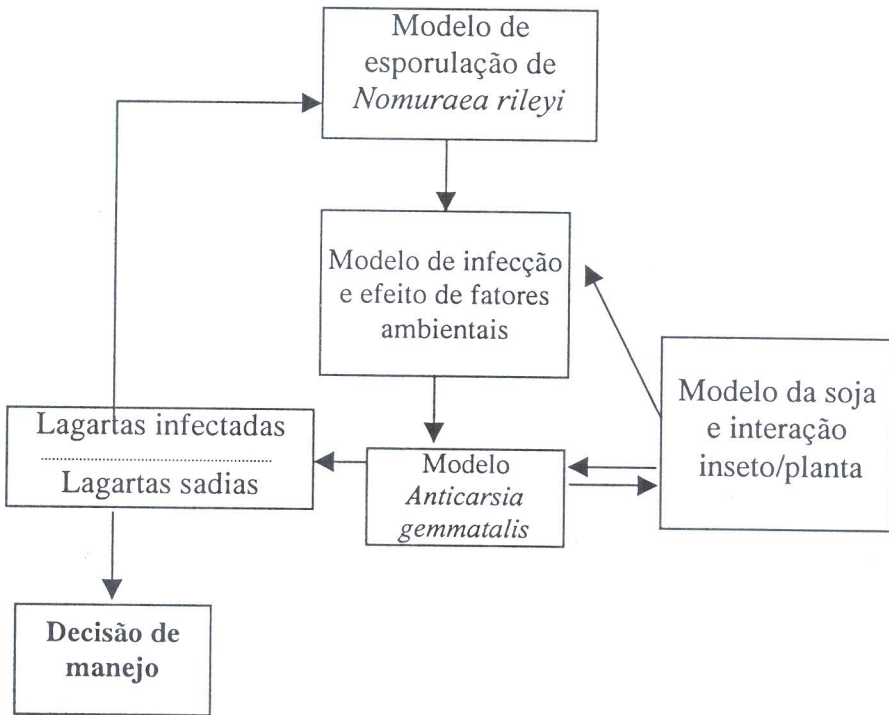 Modelo de
esporulação de
Nomuraea rileyi
Modelo de infecção
e efeito de fatores
ambientais
Modelo da soja
e interação
inseto/planta
Lagartas infectadas
Lagartas sadias
Modelo
Anticarsia
gemmatalis
Decisão de
manejo